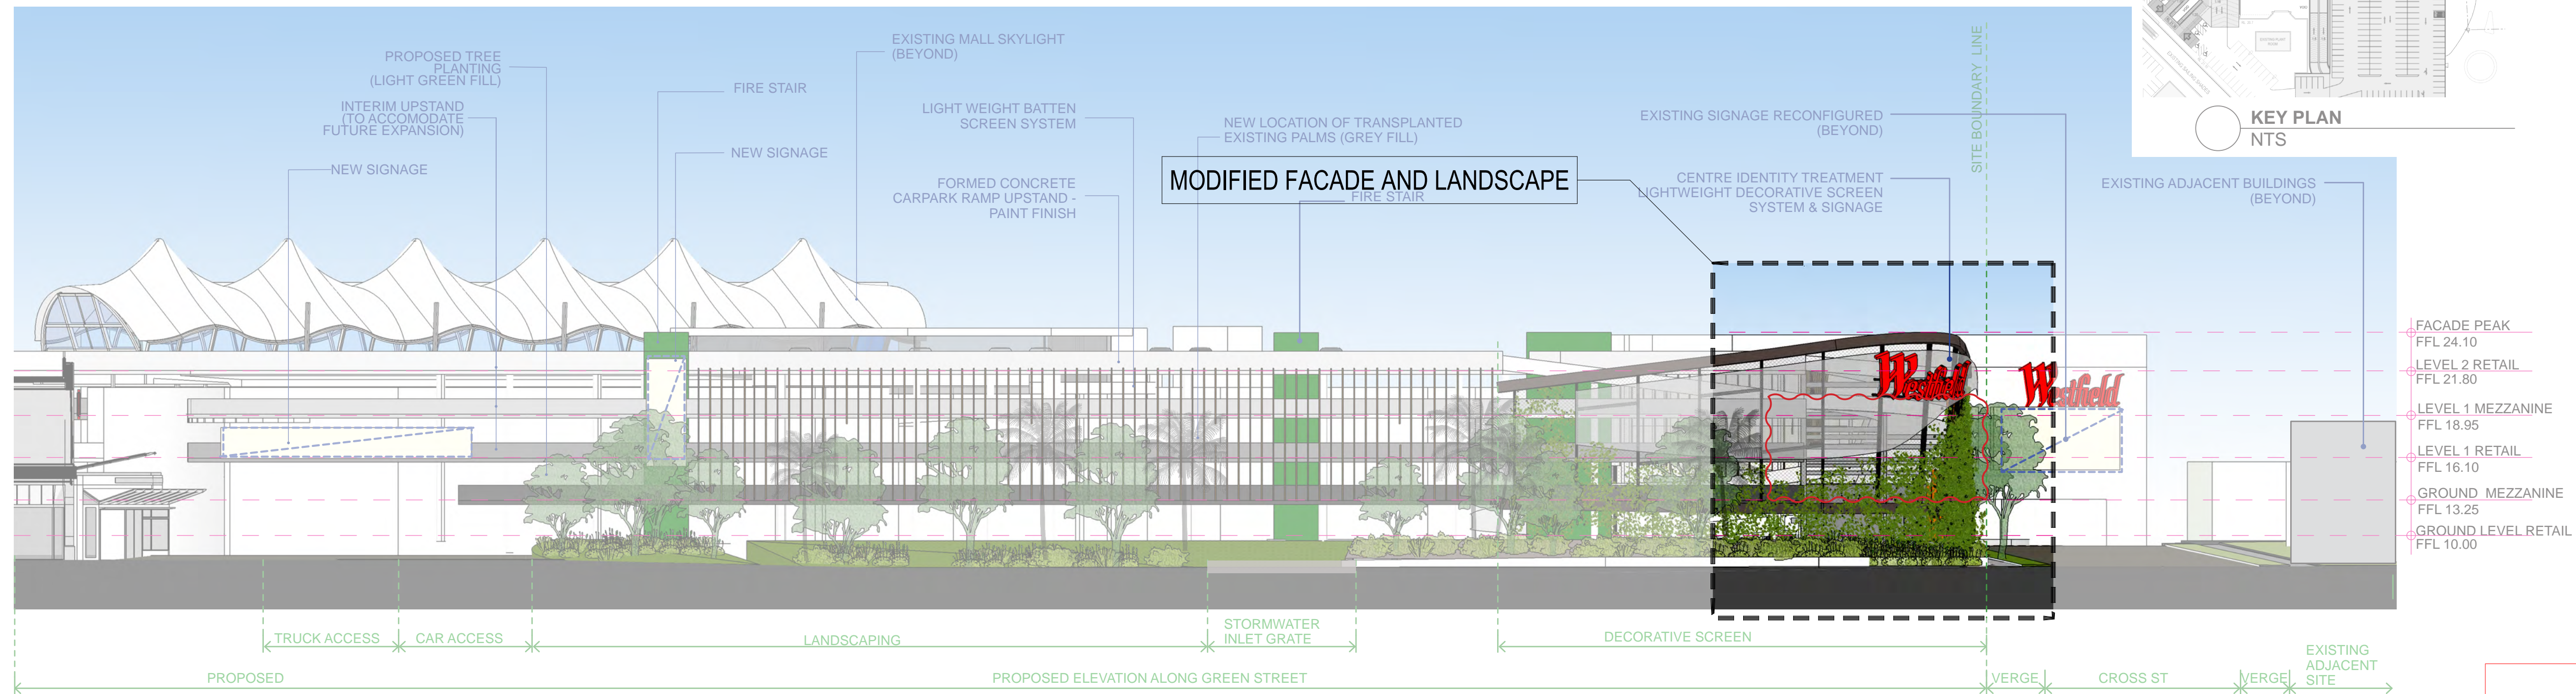 EXISTING MALL SKYLIGHT
(BEYOND)
PROPOSED TREE
PLANTING
(LIGHT GREEN FILL)
FIRE STAIR
INTERIM UPSTAND
(TO ACCOMODATE
FUTURE EXPANSION)
LIGHT WEIGHT BATTEN
SCREEN SYSTEM
NEW LOCATION OF TRANSPLANTED
EXISTING PALMS (GREY FILL)
EXISTING SIGNAGE RECONFIGURED
(BEYOND)
SITE BOUNDARY LINE
KEY PLAN
NTS
NEW SIGNAGE
NEW SIGNAGE
MODIFIED FACADE AND LANDSCAPE
FORMED CONCRETE
CARPARK RAMP UPSTAND -
PAINT FINISH
FIRE STAIR
CENTRE IDENTITY TREATMENT
LIGHTWEIGHT DECORATIVE SCREEN
SYSTEM & SIGNAGE
EXISTING ADJACENT BUILDINGS
(BEYOND)
Westfield
Westfield
FACADE PEAK
FFL 24.10
LEVEL 2 RETAIL
FFL 21.80
LEVEL 1 MEZZANINE
FFL 18.95
LEVEL 1 RETAIL
FFL 16.10
GROUND MEZZANINE
FFL 13.25
GROUND LEVEL RETAIL
FFL 10.00
TRUCK ACCESS
CAR ACCESS
LANDSCAPING
STORMWATER
INLET GRATE
DECORATIVE SCREEN
PROPOSED
PROPOSED ELEVATION ALONG GREEN STREET
VERGE
CROSS ST
VERGE
EXISTING
ADJACENT
SITE